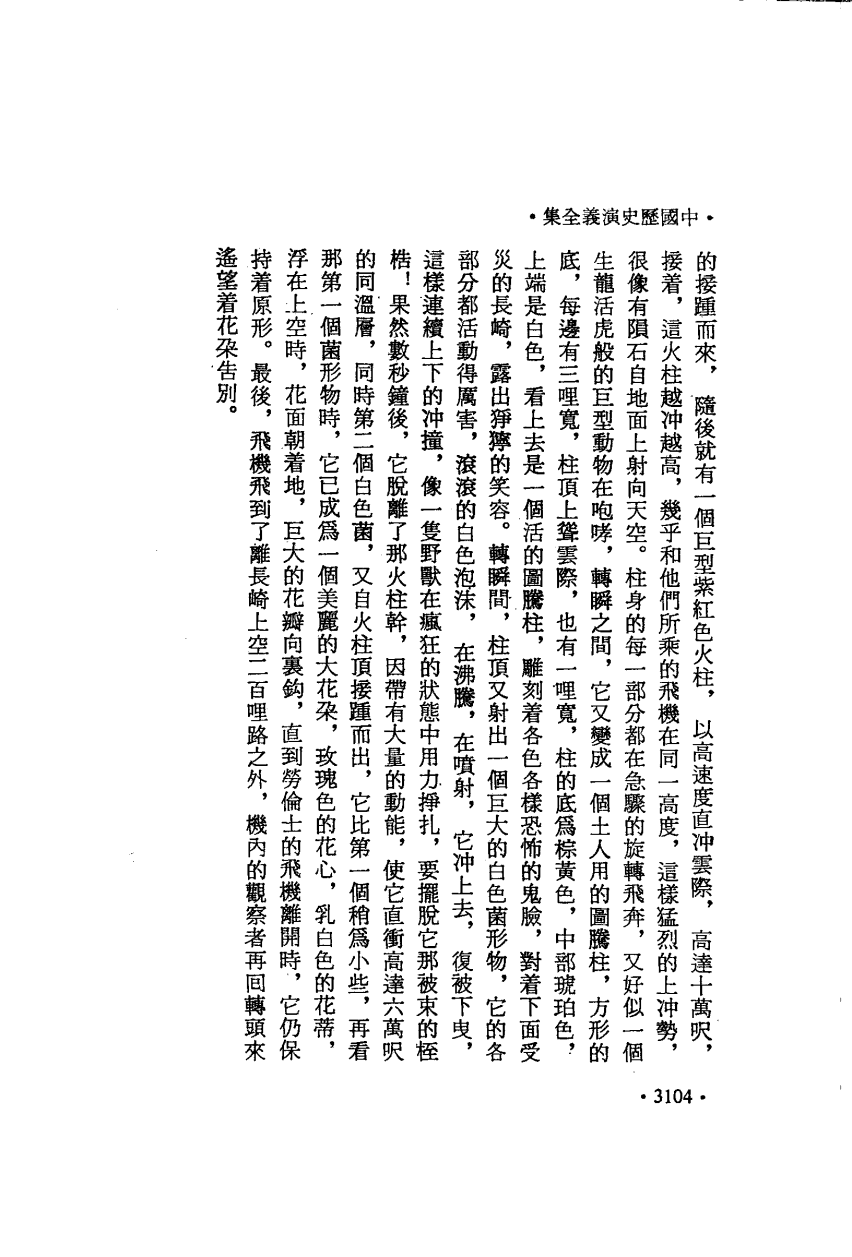 •中國歷史演義全集•
的接踵而來，隨後就有一個巨型紫紅色火柱，以高速度直冲雲際，高達十萬呎，
接着，這火柱越冲越高，幾乎和他們所乘的飛機在同一高度，這樣猛烈的上冲勢，
很像有隕石自地面上射向天空。柱身的每一部分都在急驟的旋轉飛奔，又好似一個
生龍活虎般的巨型動物在咆哮，轉瞬之間，它又變成一個土人用的圖騰柱，方形的
底，每邊有三哩寬，柱頂上聳雲際，也有一哩寬，柱的底爲棕黃色，中部琥珀色，
上端是白色，看上去是一個活的圖騰柱，雕刻着各色各樣恐怖的鬼臉，對着下面受
災的長崎，露出猙獰的笑容。轉瞬間，柱頂又射出一個巨大的白色菌形物，它的各
部分都活動得厲害，滾滾的白色泡沫，在沸騰，在噴射，它冲上去，復被下曳，
這樣連續上下的冲撞，像一隻野獸在瘋狂的狀態中用力掙扎，要擺脫它那被束的桎
梏！果然數秒鐘後，它脫離了那火柱幹，因帶有大量的動能，使它直衝高達六萬呎
的同溫層，同時第二個白色菌，又自火柱頂接踵而出，它比第一個稍爲小些，再看
那第一個菌形物時，它已成爲一個美麗的大花朶，玫瑰色的花心，乳白色的花蒂，
浮在上空時，花面朝着地，巨大的花瓣向裏鈎，直到勞倫士的飛機離開時，它仍保
持着原形。最後，飛機飛到了離長崎上空二百哩路之外，機內的觀察者再回轉頭來
遙望着花朶告別。
•3104•